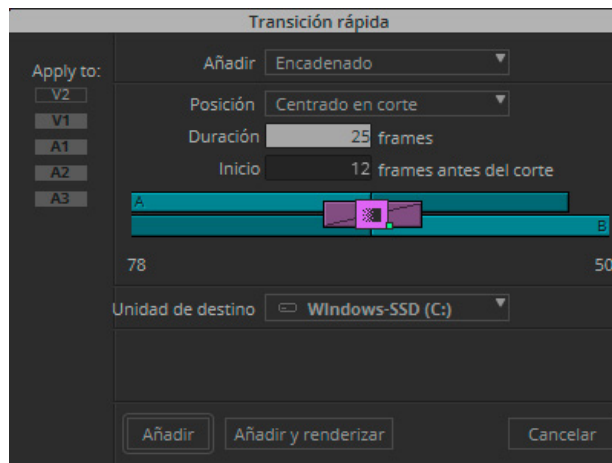 Transición rápida
Apply to:
Añadir Encadenado
V2
Posición Centrado en corte
V1
Duración 25 frames
A1
A2
Inicio 12 frames antes del corte
A3
A
B
78 50
Unidad de destino WIndows-SSD (C:)
Añadir Añadir y renderizar Cancelar